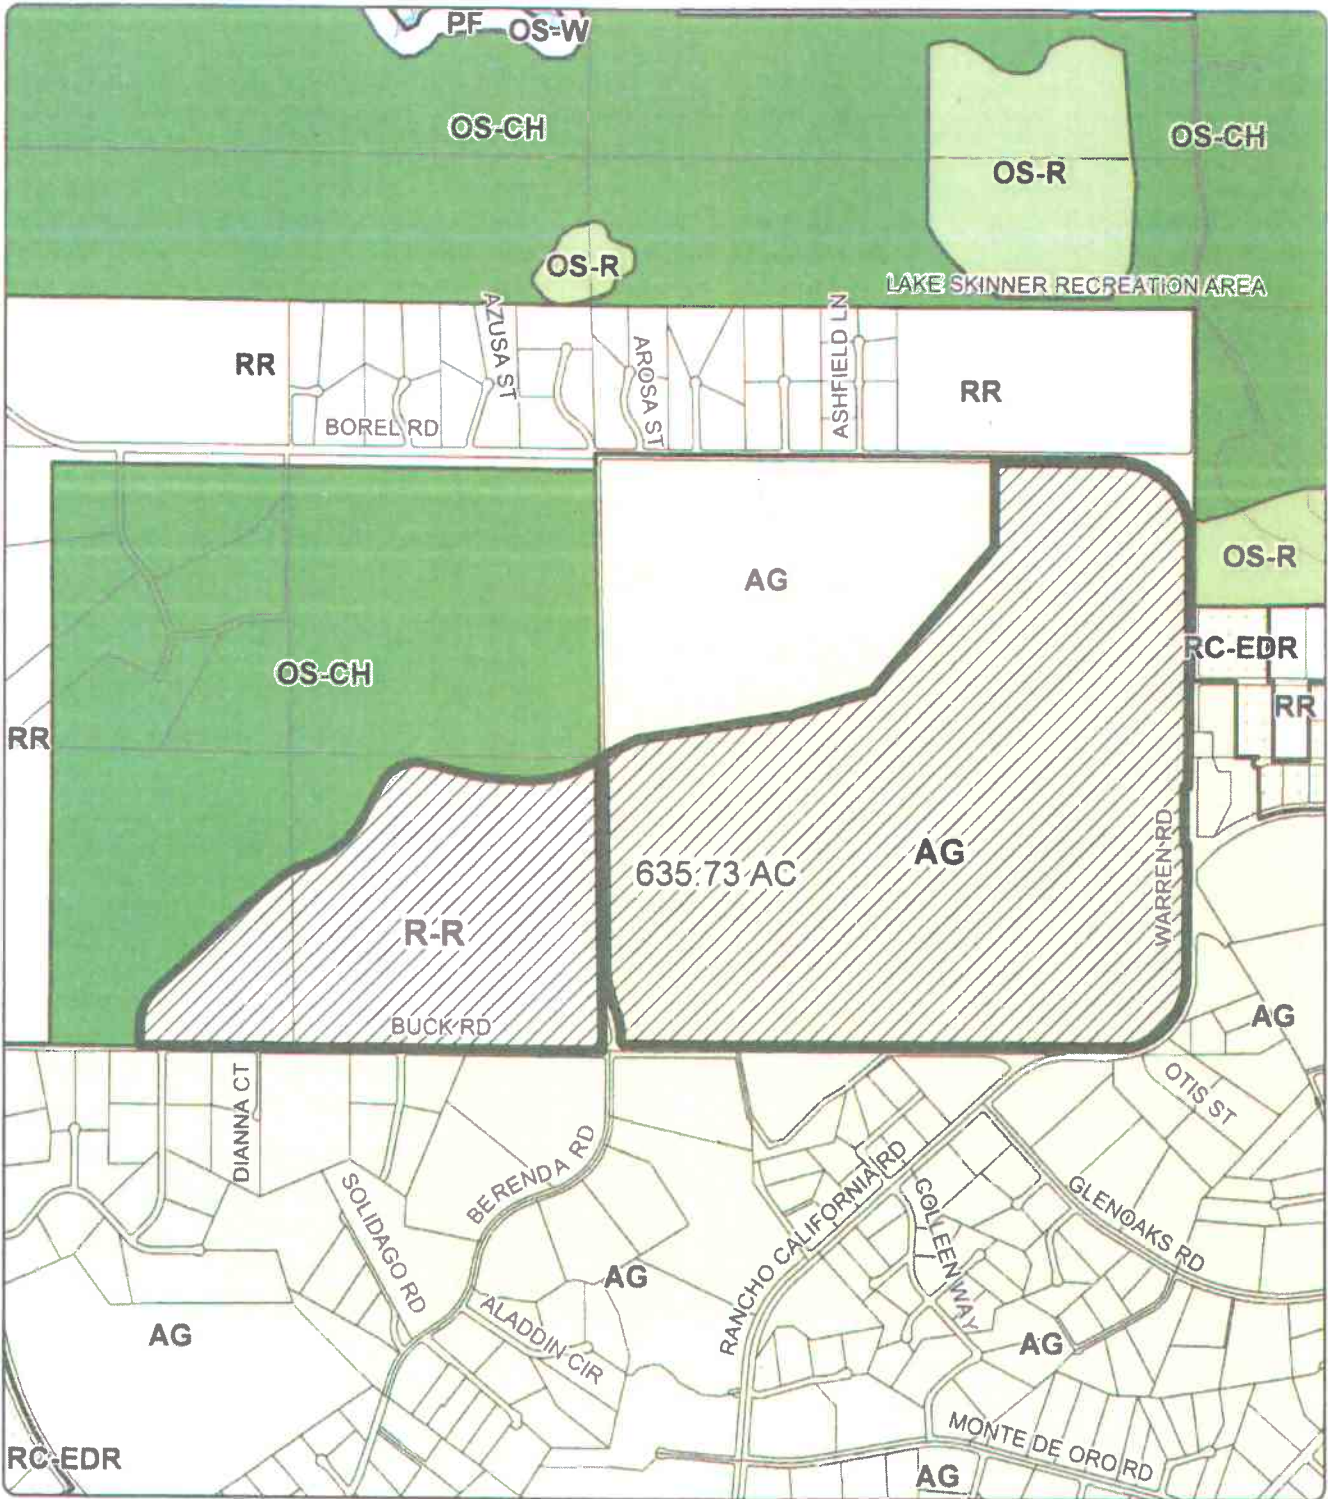 PF
OS-W
OS-CH
OS-CH
OS-R
OS-R
LAKE SKINNER RECREATION AREA
RR
AZUSA ST
AROSA ST
ASHFIELD LN
RR
BOREL RD
AG
OS-R
OS-CH
RC-EDR
RR
RR
AG
635.73 AC
WARREN RD
R-R
BUCK RD
AG
DIANNA CT
OTIS ST
BERENDA RD
SOLIDAGO RD
RANCHO CALIFORNIA RD
COLLEEN WAY
GLENOAKS RD
AG
ALADDIN CIR
AG
AG
MONTE DE ORO RD
RC-EDR
AG